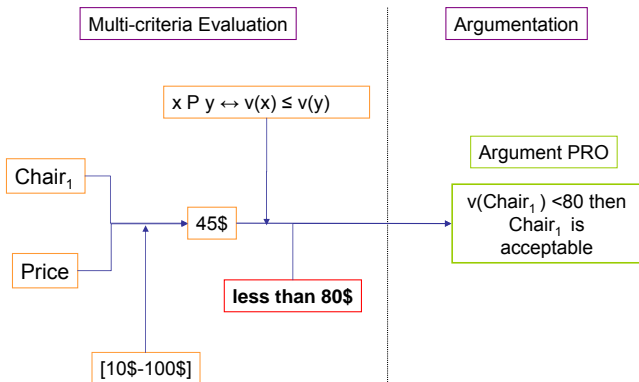 Multi-criteria Evaluation
Argumentation
x P y ↔ v(x) ≤ v(y)
Argument PRO
Chair₁
v(Chair₁ ) <80 then
Chair₁ is
acceptable
45$
Price
less than 80$
[10$-100$]